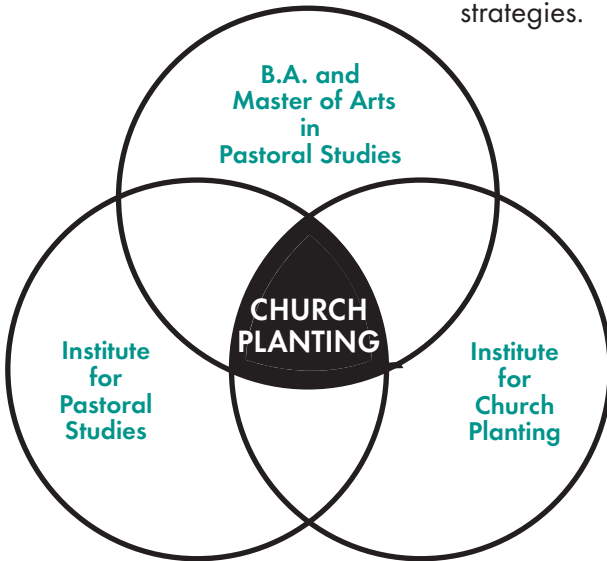 strategies.
B.A. and
Master of Arts
in
Pastoral Studies
CHURCH
PLANTING
Institute
for
Pastoral
Studies
Institute
for
Church
Planting